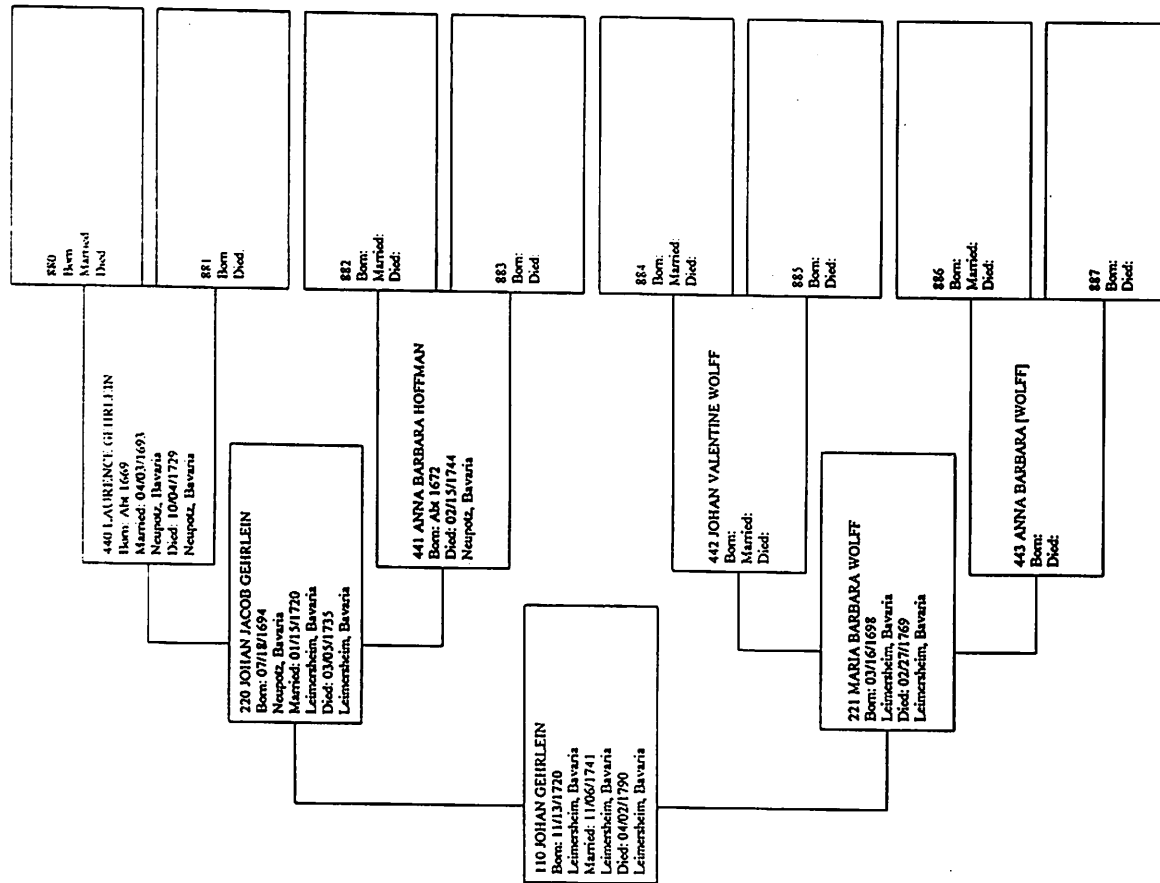 880
Born
Married
Died
440 LAURENCE GEHRLEIN
Born: Abt 1669
Married: 04/03/1693
Neupotz, Bavaria
Died: 10/04/1729
Neupotz, Bavaria
881
Born
Died:
220 JOHAN JACOB GEHRLEIN
Born: 07/18/1694
Neupotz, Bavaria
Married: 01/15/1720
Leimersheim, Bavaria
Died: 03/05/1735
Leimersheim, Bavaria
882
Born:
Married:
Died:
441 ANNA BARBARA HOFFMAN
Born: Abt 1672
Died: 02/15/1744
Neupotz, Bavaria
883
Born:
Died:
110 JOHAN GEHRLEIN
Born: 11/13/1720
Leimersheim, Bavaria
Married: 11/06/1741
Leimersheim, Bavaria
Died: 04/02/1790
Leimersheim, Bavaria
884
Born:
Married:
Died:
442 JOHAN VALENTINE WOLFF
Born:
Married:
Died:
885
Born:
Died:
221 MARIA BARBARA WOLFF
Born: 03/16/1698
Leimersheim, Bavaria
Died: 02/27/1769
Leimersheim, Bavaria
886
Born:
Married:
Died:
443 ANNA BARBARA [WOLFF]
Born:
Died:
887
Born:
Died: